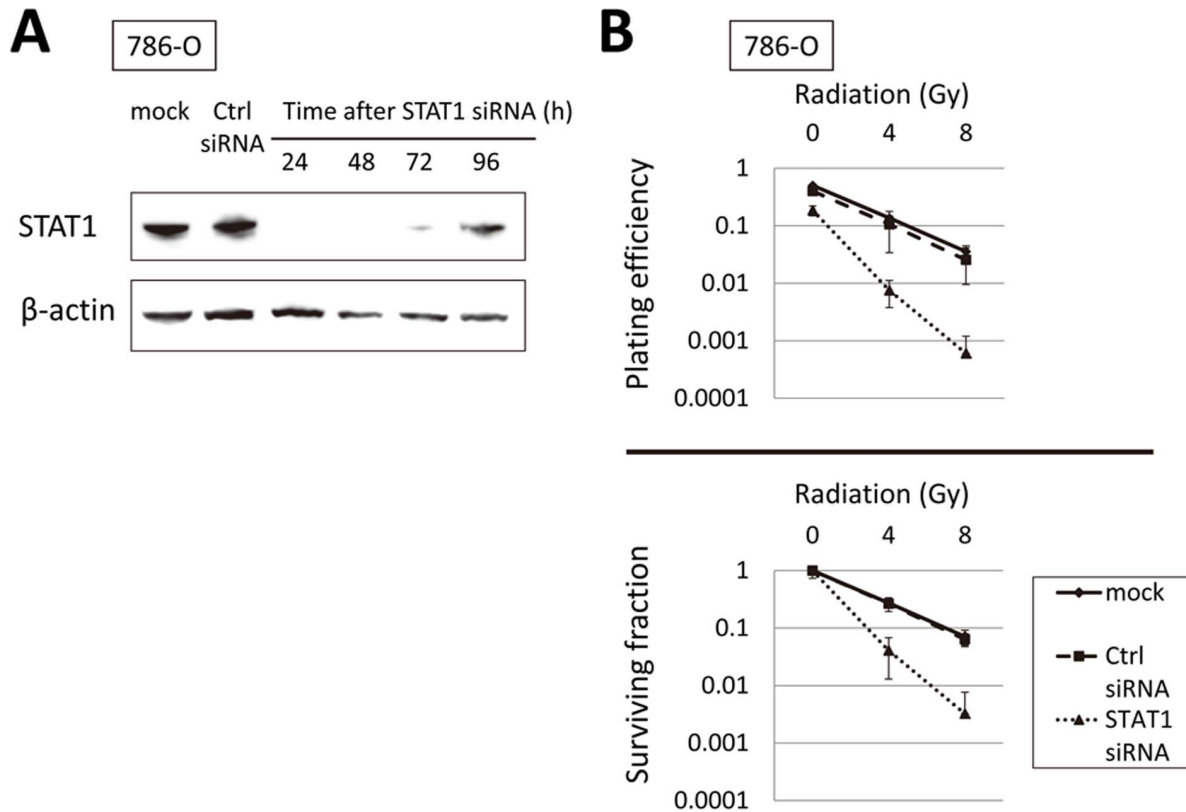 A
786-O
mock
Ctrl
siRNA
Time after STAT1 siRNA (h)
24 48 72 96
STAT1
β-actin
B
786-O
Radiation (Gy)
0 4 8
Plating efficiency
1
0.1
0.01
0.001
0.0001
Radiation (Gy)
0 4 8
Surviving fraction
1
0.1
0.01
0.001
0.0001
mock
Ctrl
siRNA
STAT1
siRNA